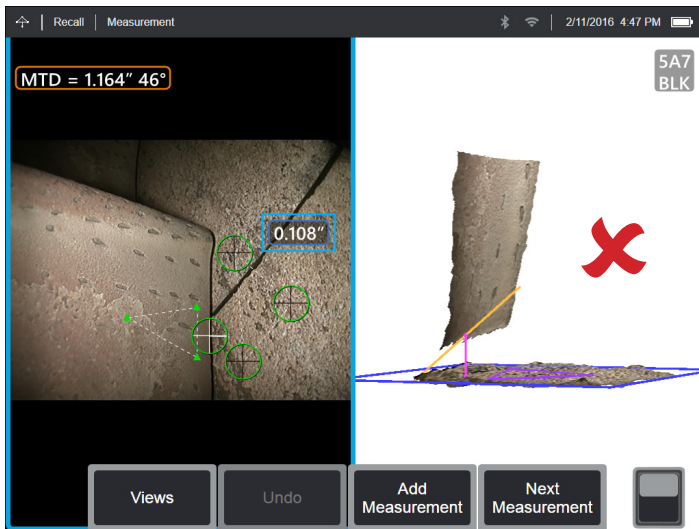 Recall
Measurement
2/11/2016 4:47 PM
MTD = 1.164″ 46°
5A7
BLK
0.108″
Views
Undo
Add
Measurement
Next
Measurement